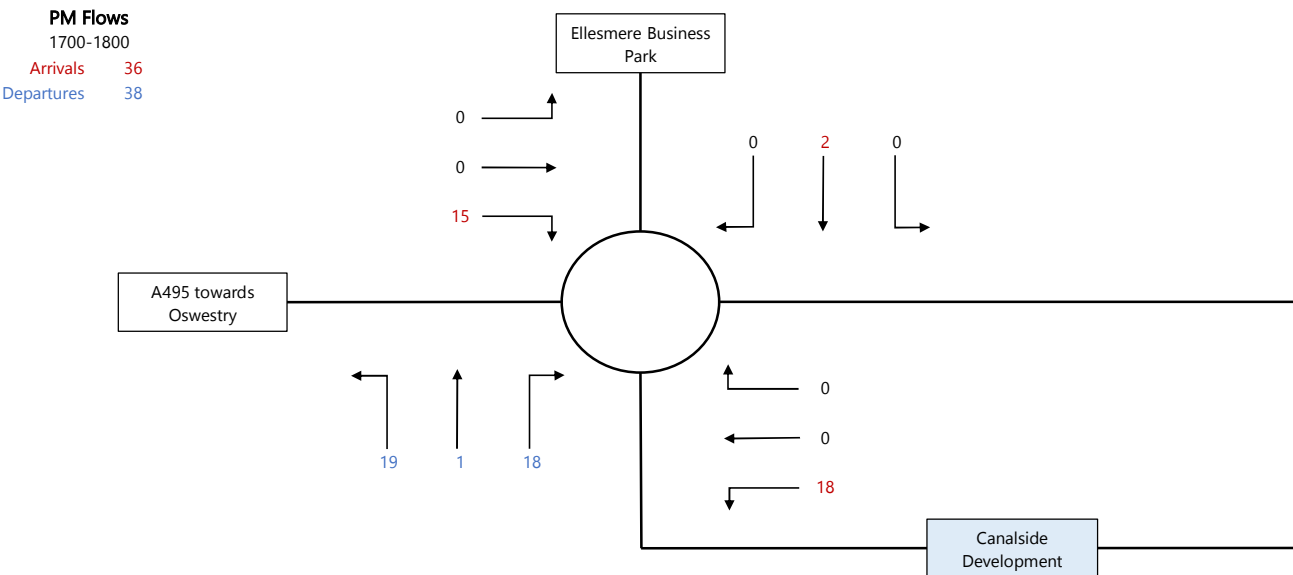 PM Flows
1700-1800
Arrivals 36
Departures 38
Ellesmere Business
Park
0
0
15
0 2 0
A495 towards
Oswestry
19 1 18
0
0
18
Canalside
Development